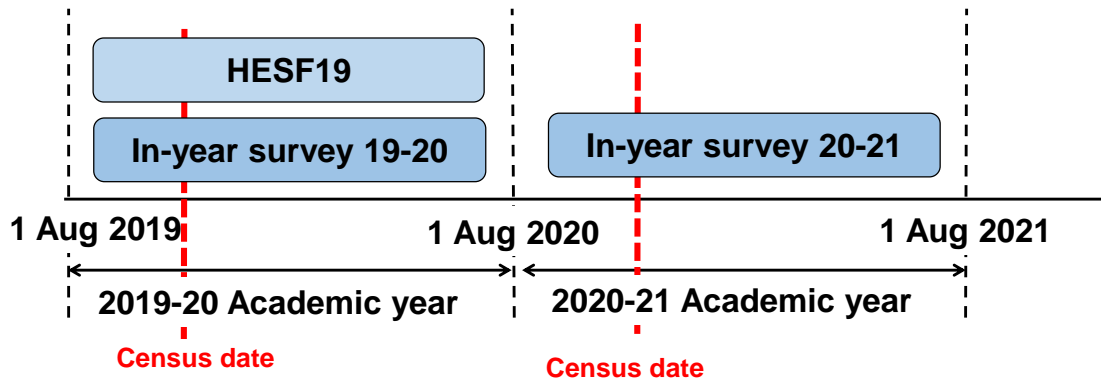 HESF19
In-year survey 19-20
In-year survey 20-21
1 Aug 2019
1 Aug 2020
1 Aug 2021
2019-20 Academic year
2020-21 Academic year
Census date
Census date